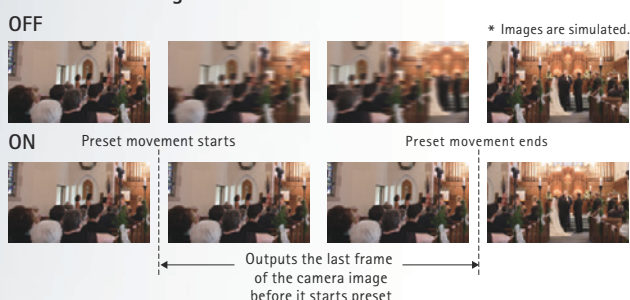 OFF
* Images are simulated.
ON
Preset movement starts
Preset movement ends
Outputs the last frame
of the camera image
before it starts preset